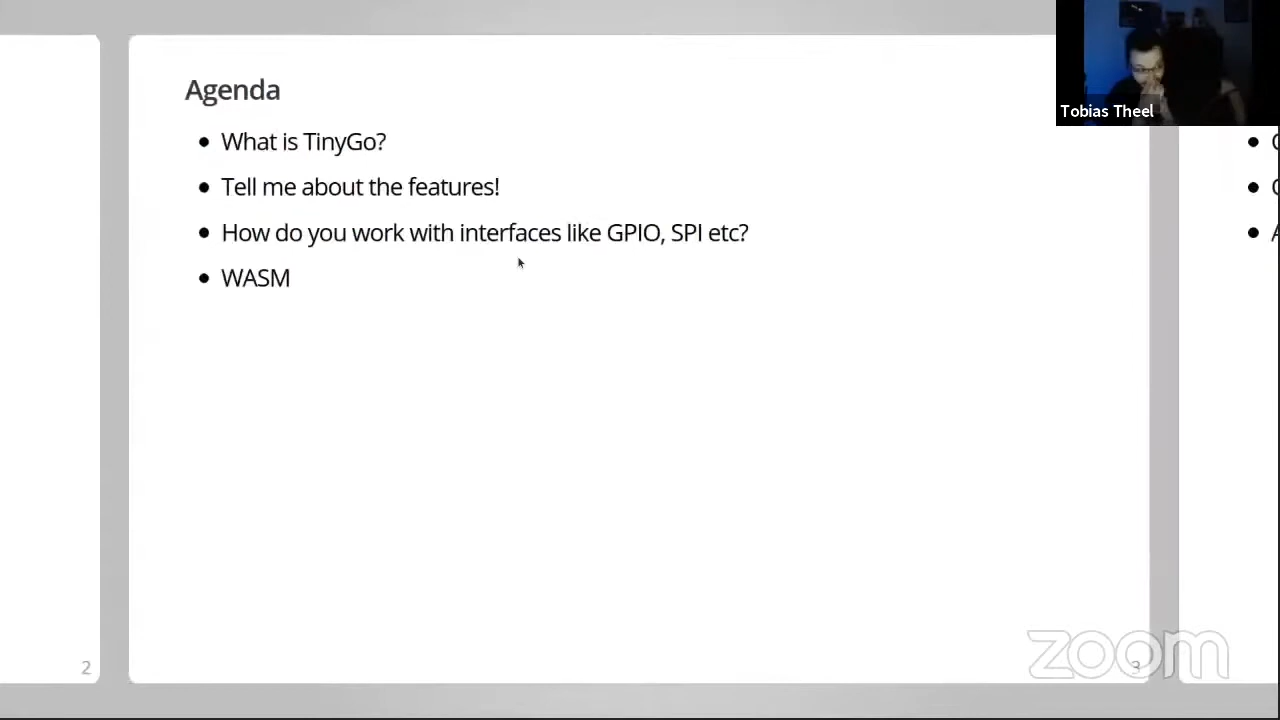 Agenda
Tobias Theel
• What is TinyGo?
• Tell me about the features!
• How do you work with interfaces like GPIO, SPI etc?
• WASM
2
3
zoom